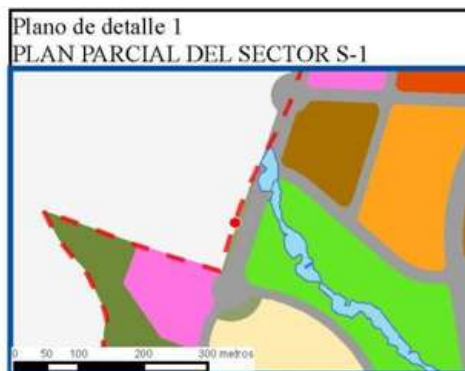 Plano de detalle 1
PLAN PARCIAL DEL SECTOR S-1
0 50 100 200 300 metros